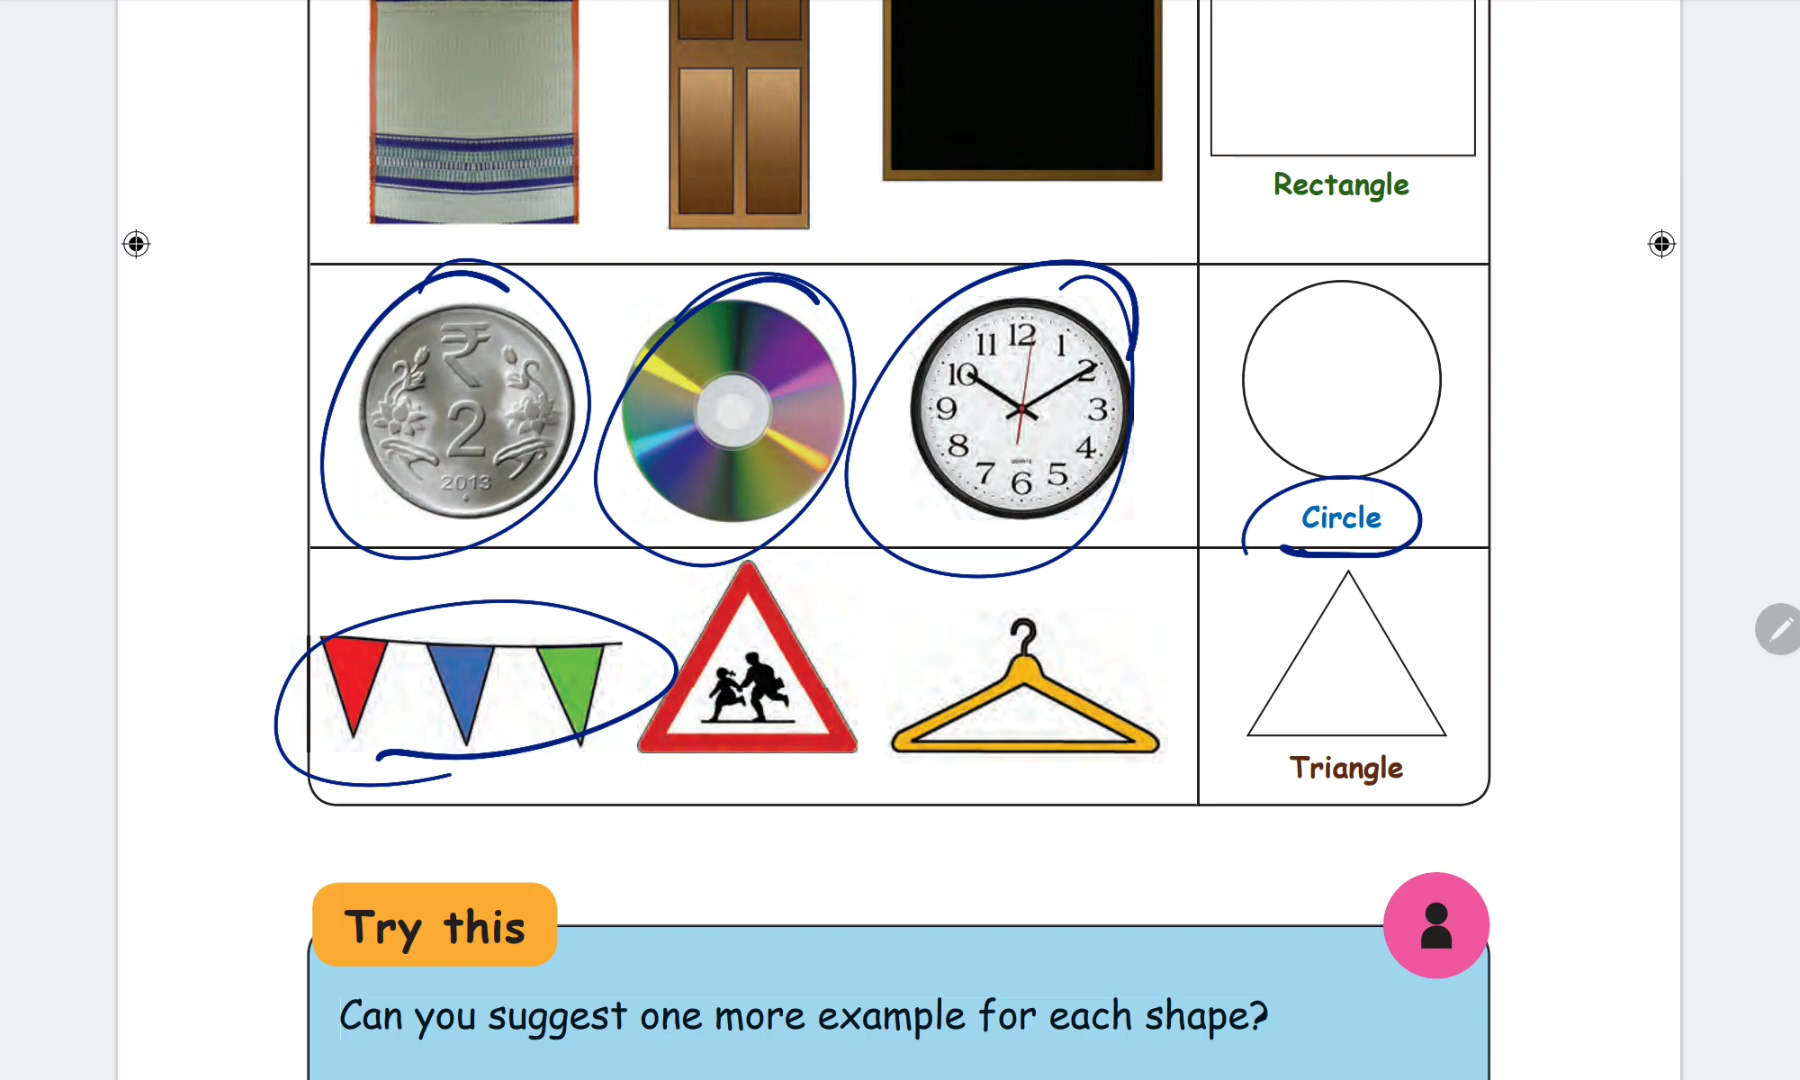 Rectangle
₹
2
2013
12
11 1
10 2
9 3
8 4
7 5
6
Circle
Triangle
Try this
Can you suggest one more example for each shape?